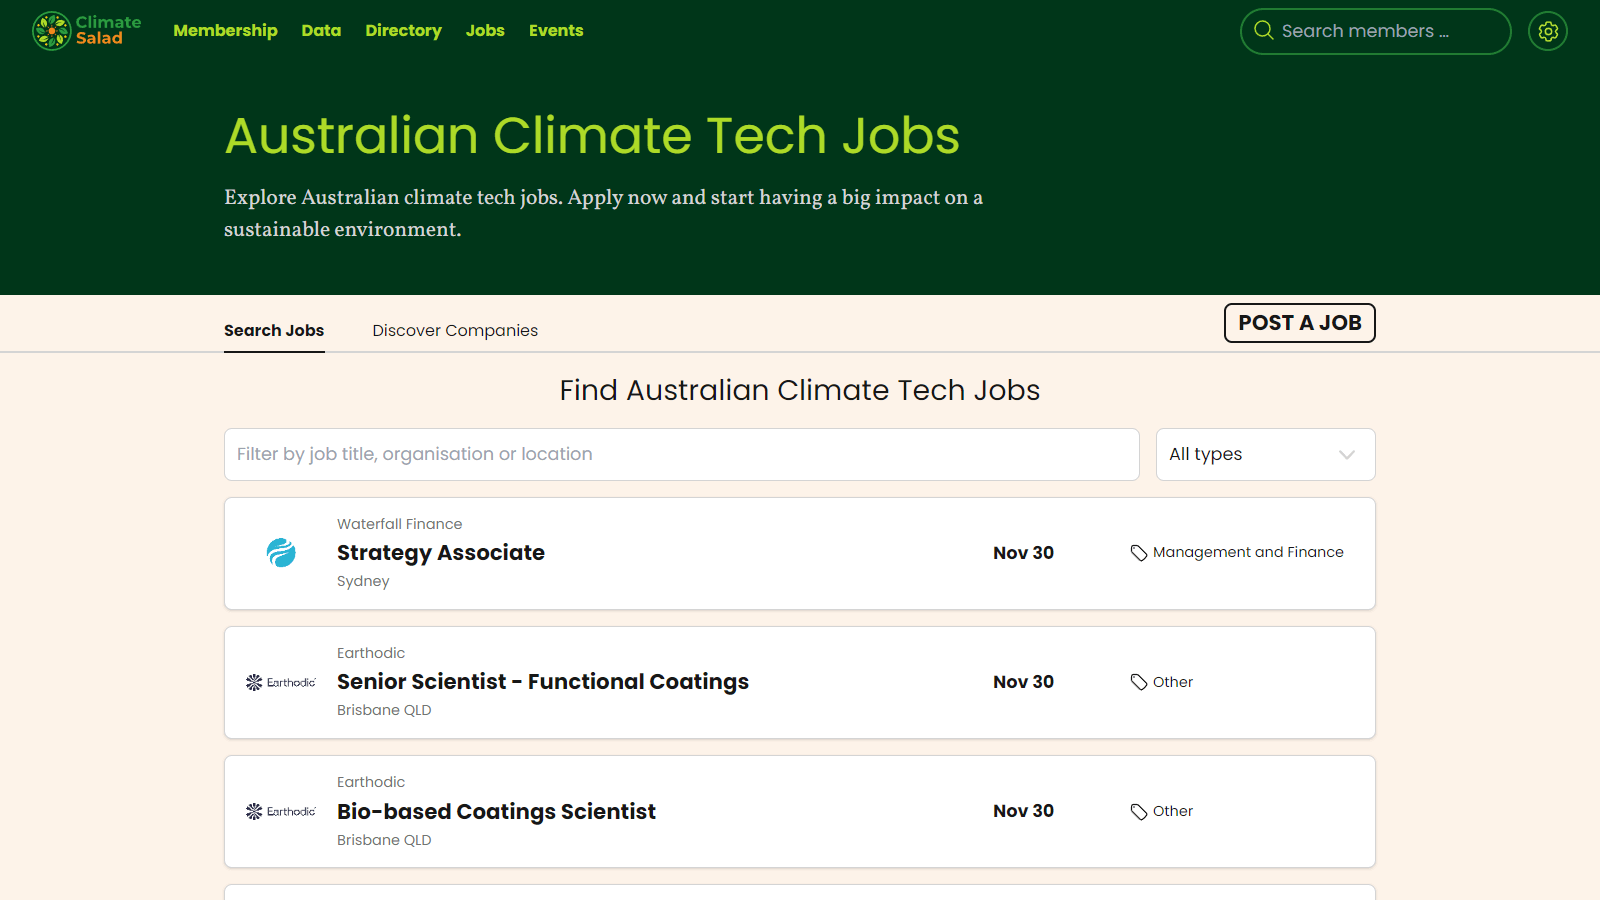 Climate
Salad
Membership
Data
Directory
Jobs
Events
Search members ...
Australian Climate Tech Jobs
Explore Australian climate tech jobs. Apply now and start having a big impact on a
sustainable environment.
Search Jobs
Discover Companies
POST A JOB
Find Australian Climate Tech Jobs
Filter by job title, organisation or location
All types
Waterfall Finance
Strategy Associate
Sydney
Nov 30
Management and Finance
Earthodic
Earthodic
Senior Scientist - Functional Coatings
Brisbane QLD
Nov 30
Other
Earthodic
Earthodic
Bio-based Coatings Scientist
Brisbane QLD
Nov 30
Other